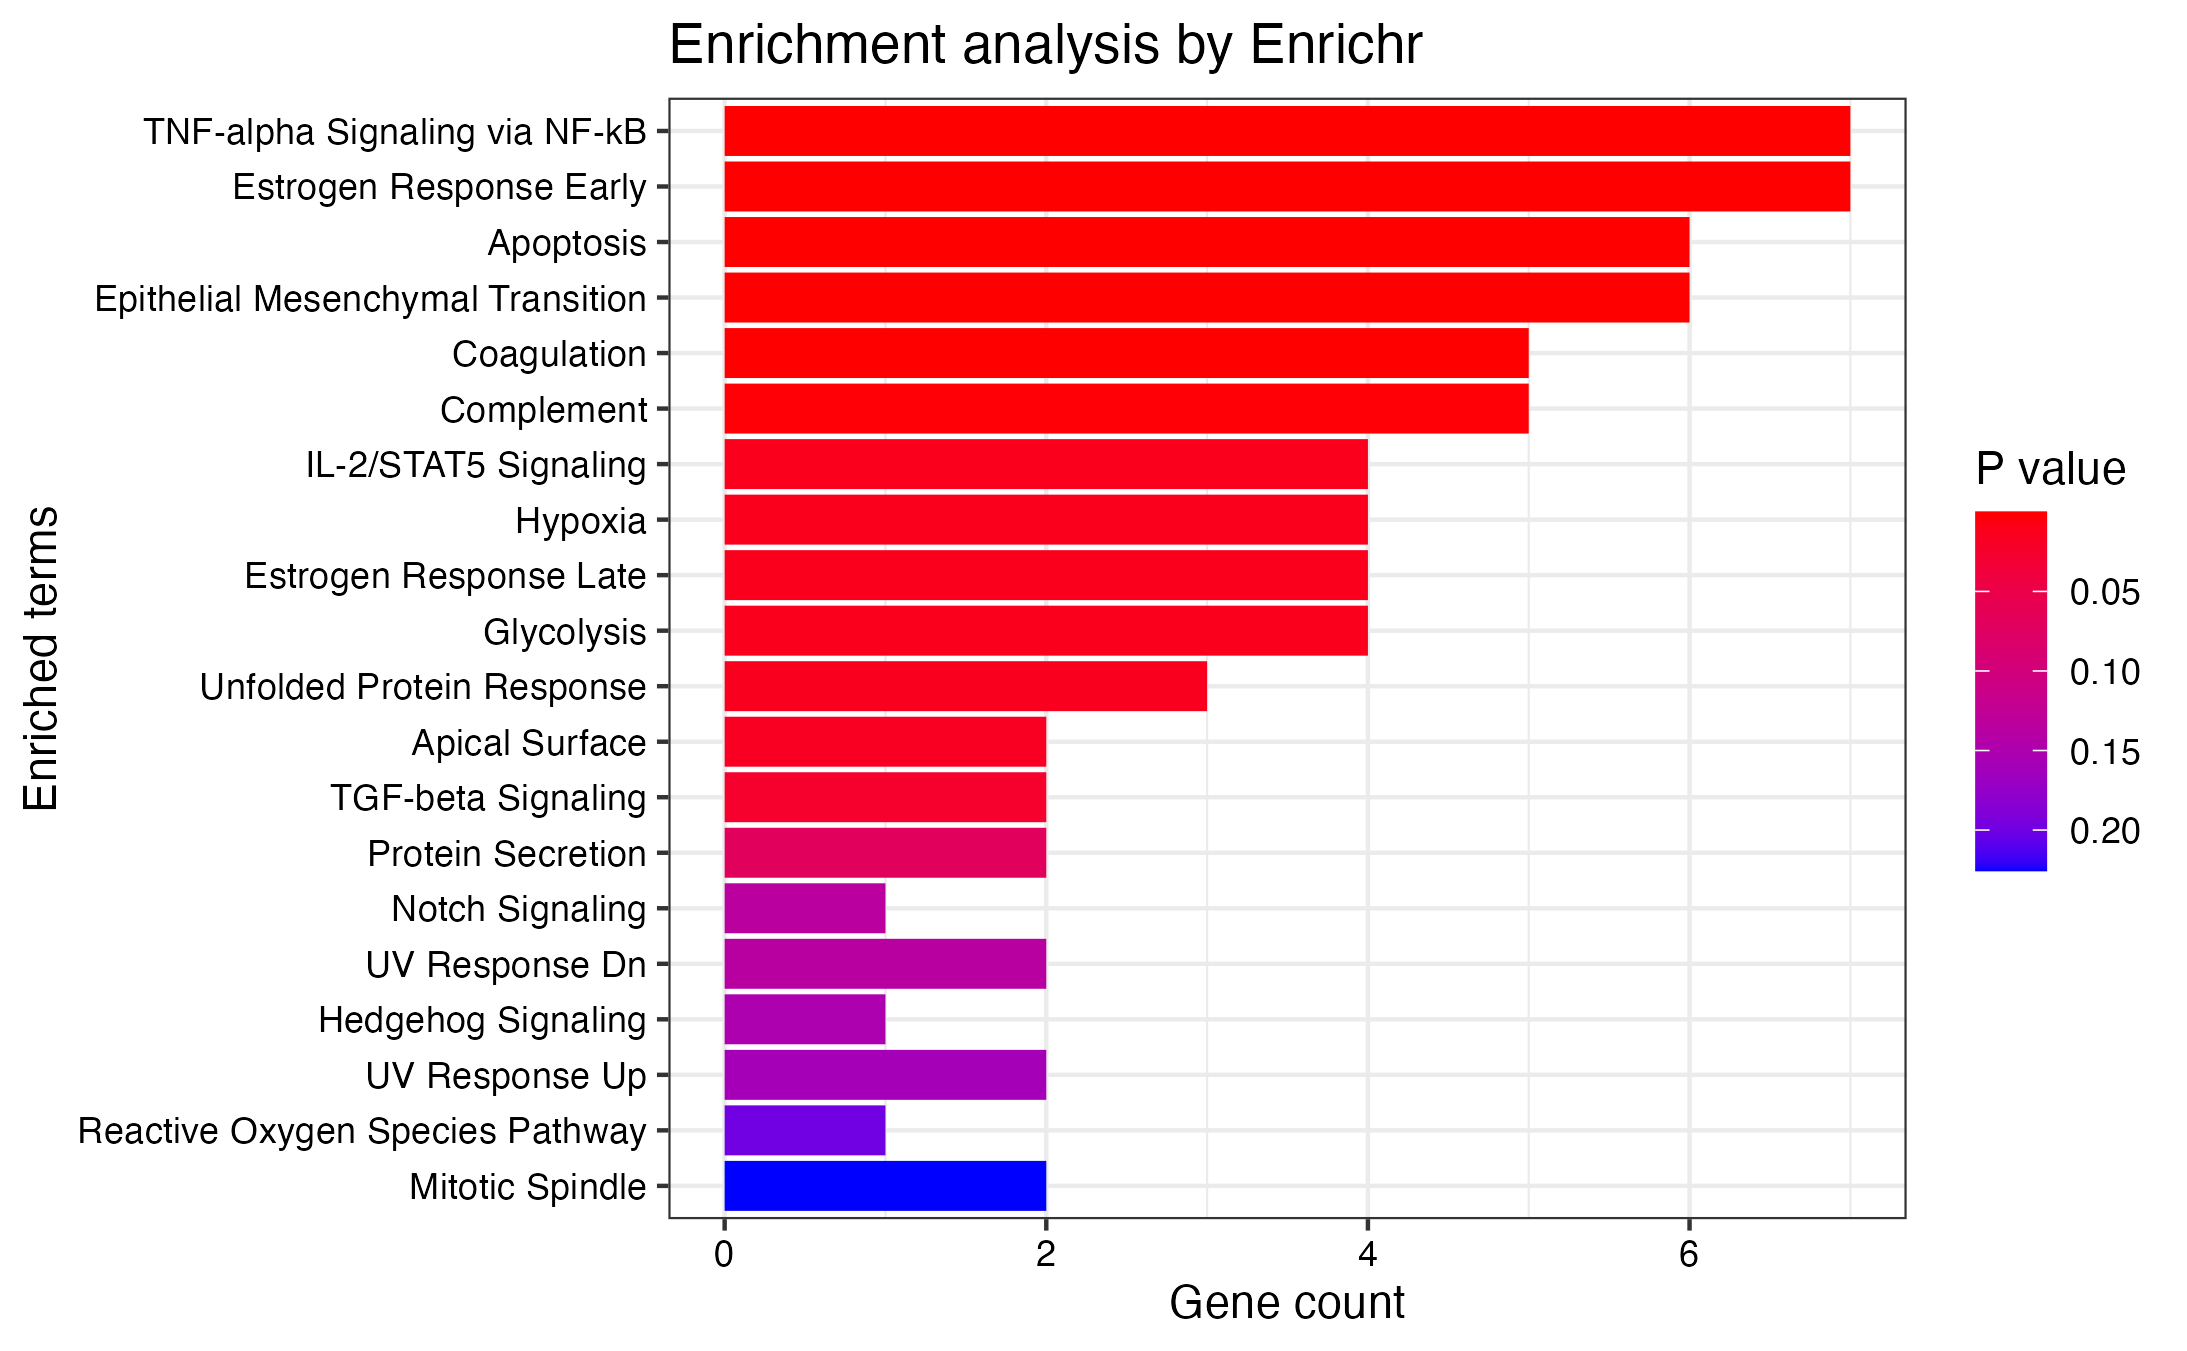 Enrichment analysis by Enrichr
TNF-alpha Signaling via NF-kB
Estrogen Response Early
Apoptosis
Epithelial Mesenchymal Transition
Coagulation
Complement
IL-2/STAT5 Signaling
Hypoxia
Estrogen Response Late
Glycolysis
Unfolded Protein Response
Apical Surface
TGF-beta Signaling
Protein Secretion
Notch Signaling
UV Response Dn
Hedgehog Signaling
UV Response Up
Reactive Oxygen Species Pathway
Mitotic Spindle
Enriched terms
0 2 4 6
Gene count
P value
0.05
0.10
0.15
0.20